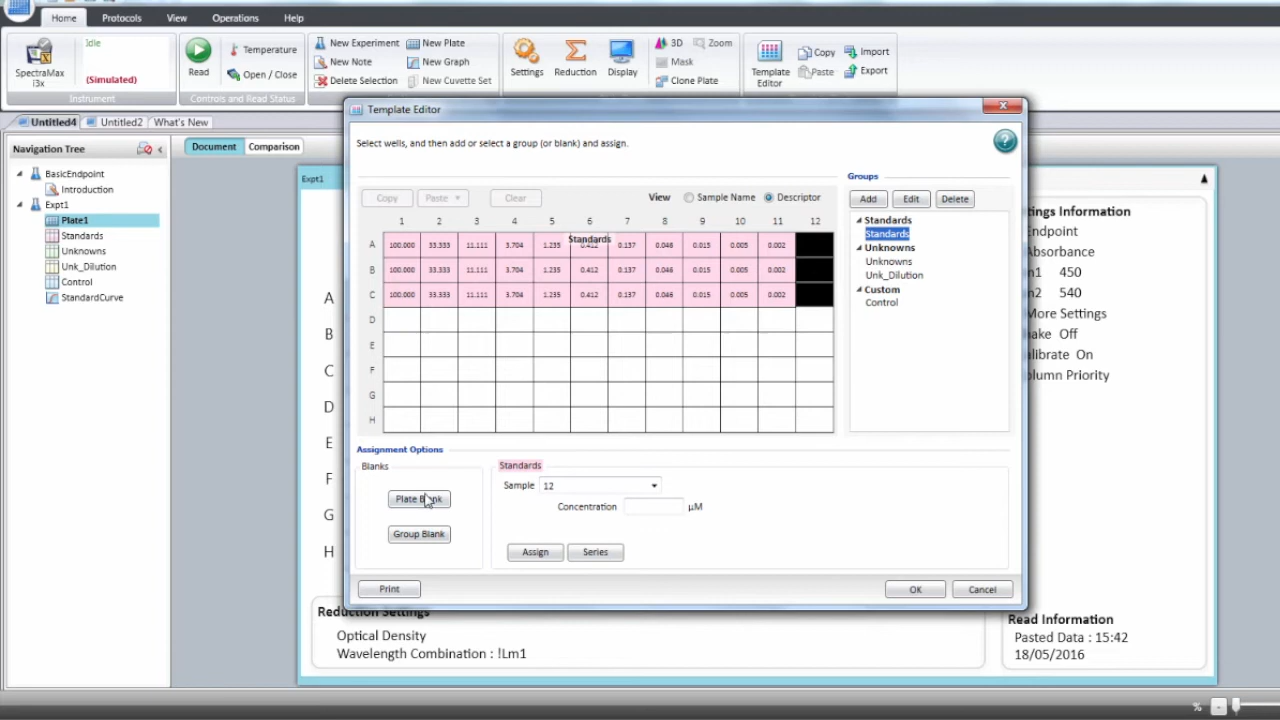 Home Protocols View Operations Help
SpectraMax i3x
Idle
(Simulated)
Instrument
Read
Temperature
Open / Close
Controls and Read Status
New Experiment
New Note
Delete Selection
New Plate
New Graph
New Cuvette Set
Settings
Reduction
Display
3D
Zoom
Mask
Clone Plate
Template Editor
Copy
Paste
Import
Export
Untitled4 Untitled2 What's New
Navigation Tree
BasicEndpoint
Introduction
Expt1
Plate1
Standards
Unknowns
Unk_Dilution
Control
StandardCurve
Document Comparison
Expt1
A
B
C
D
E
F
G
H
Template Editor
Select wells, and then add or select a group (or blank) and assign.
Copy Paste Clear View Sample Name Descriptor
1 2 3 4 5 6 7 8 9 10 11 12
Standards
A 100.000 33.333 11.111 3.704 1.235 0.412 0.137 0.046 0.015 0.005 0.002
B 100.000 33.333 11.111 3.704 1.235 0.412 0.137 0.046 0.015 0.005 0.002
C 100.000 33.333 11.111 3.704 1.235 0.412 0.137 0.046 0.015 0.005 0.002
D
E
F
G
H
Groups
Add Edit Delete
Standards
Standards
Unknowns
Unknowns
Unk_Dilution
Custom
Control
Assignment Options
Blanks
Plate Blank
Group Blank
Standards
Sample 12
Concentration µM
Assign Series
Print OK Cancel
tings Information
Endpoint
Absorbance
m1 450
m2 540
More Settings
hake Off
alibrate On
olumn Priority
Reduction Settings
Optical Density
Wavelength Combination : !Lm1
Read Information
Pasted Data : 15:42
18/05/2016
%